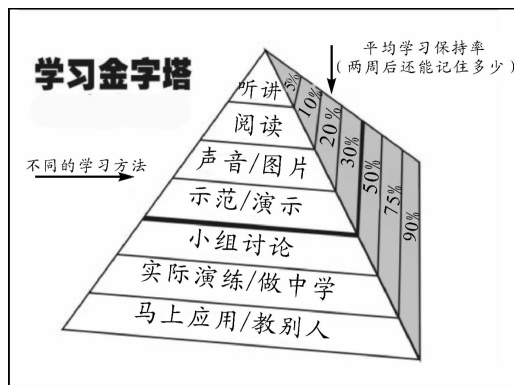 学习金字塔
平均学习保持率
（两周后还能记住多少）
不同的学习方法
听讲
5%
阅读
10%
声音/图片
20%
示范/演示
30%
小组讨论
50%
实际演练/做中学
75%
马上应用/教别人
90%